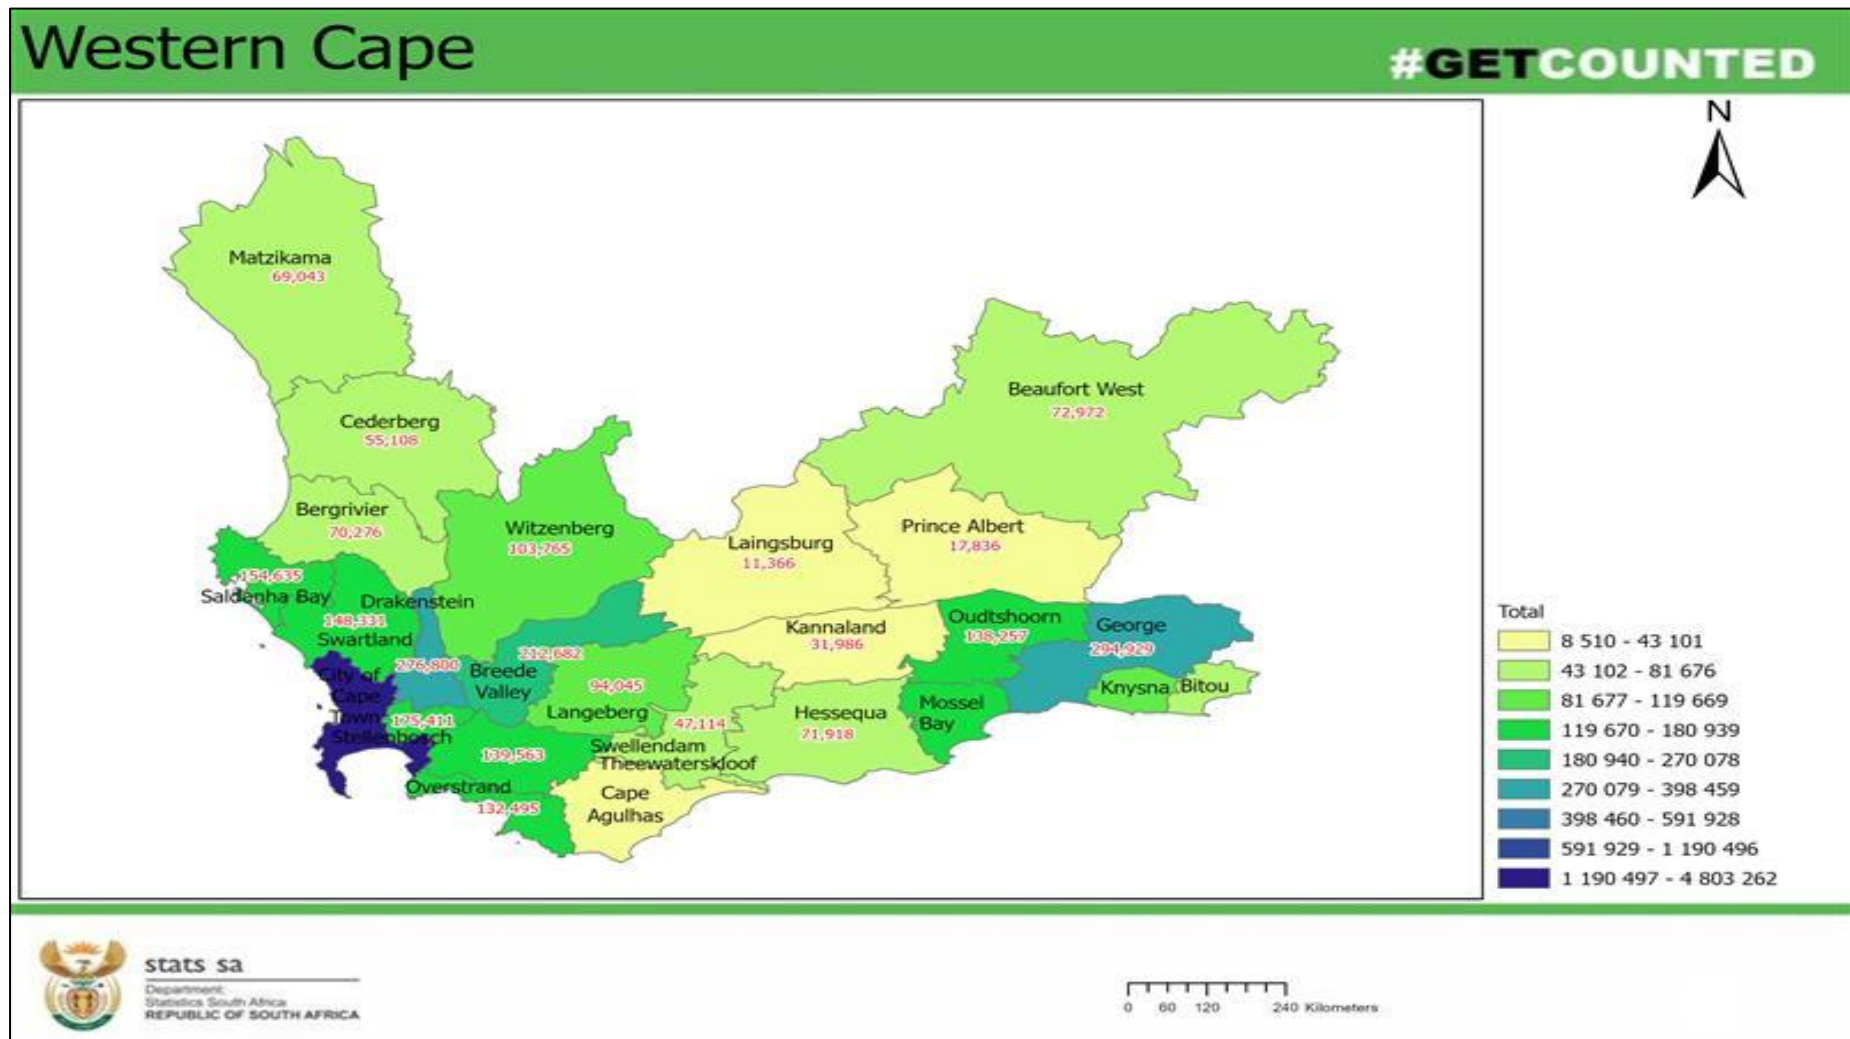 Western Cape
#GETCOUNTED
N
Matzikama
69,043
Beaufort West
72,972
Cederberg
55,108
Bergrivier
70,276
Witzenberg
103,765
Prince Albert
17,836
Laingsburg
11,366
154,635
Saldanha Bay
Drakenstein
148,331
Swartland
Oudtshoorn
138,257
Kannaland
31,986
George
294,929
212,682
276,800
Breede
Valley
City of
Cape
Town
94,045
Langeberg
Knysna
Bitou
Mossel
Bay
Hessequa
71,918
175,411
Stellenbosch
47,114
139,563
Swellendam
Theewaterskloof
Overstrand
132,495
Cape
Agulhas
Total
8 510 - 43 101
43 102 - 81 676
81 677 - 119 669
119 670 - 180 939
180 940 - 270 078
270 079 - 398 459
398 460 - 591 928
591 929 - 1 190 496
1 190 497 - 4 803 262
stats sa
Department:
Statistics South Africa
REPUBLIC OF SOUTH AFRICA
0 60 120 240 Kilometers